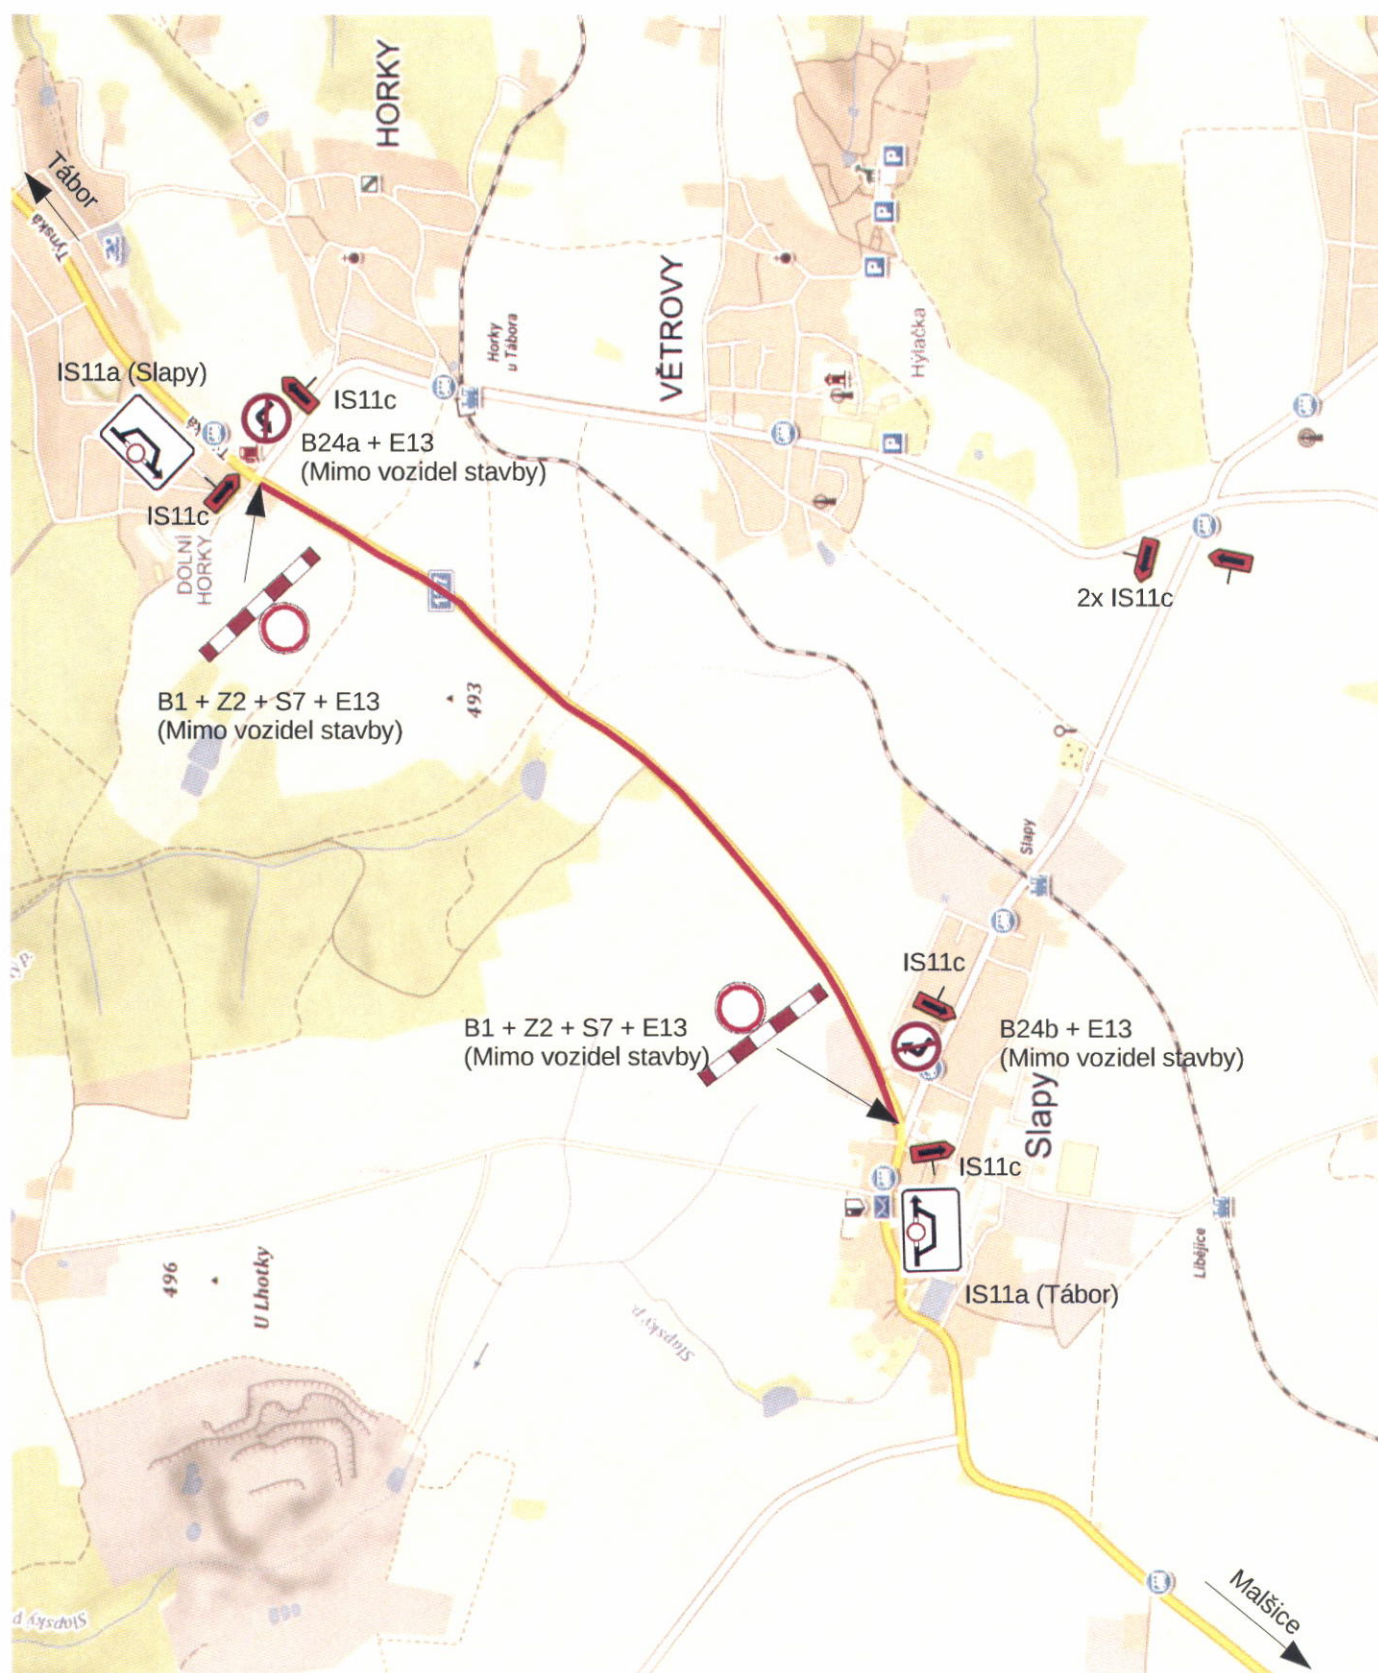 HORKY
Tábor
Týnská
IS11a (Slapy)
IS11c
B24a + E13
(Mimo vozidel stavby)
IS11c
DOLNÍ
HORKY
Horky
u Tábora
VĚTROVY
Hýlačka
2x IS11c
B1 + Z2 + S7 + E13
(Mimo vozidel stavby)
493
Slapy
IS11c
B1 + Z2 + S7 + E13
(Mimo vozidel stavby)
B24b + E13
(Mimo vozidel stavby)
Slapy
IS11c
IS11a (Tábor)
Libějice
496
U Lhotky
Slapský p.
Slapský p
Malšice
P
P
P
P